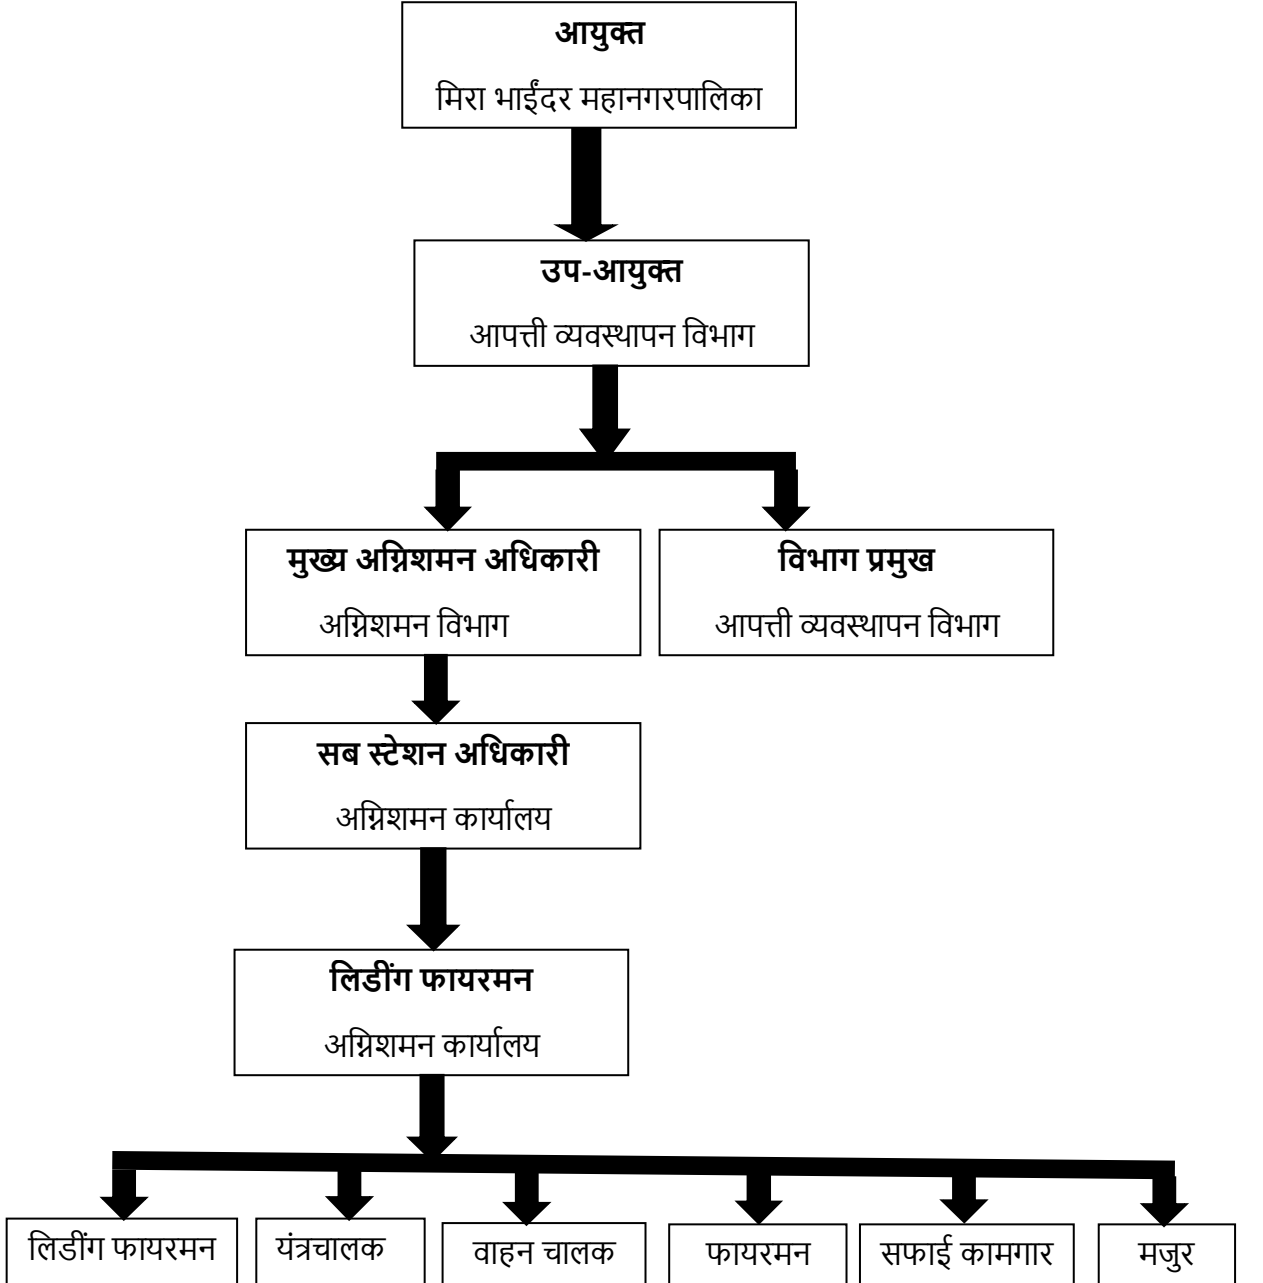 आयुक्त
मिरा भाईंदर महानगरपालिका
उप-आयुक्त
आपत्ती व्यवस्थापन विभाग
मुख्य अग्निशमन अधिकारी
अग्निशमन विभाग
विभाग प्रमुख
आपत्ती व्यवस्थापन विभाग
सब स्टेशन अधिकारी
अग्निशमन कार्यालय
लिडींग फायरमन
अग्निशमन कार्यालय
लिडींग फायरमन
यंत्रचालक
वाहन चालक
फायरमन
सफाई कामगार
मजुर